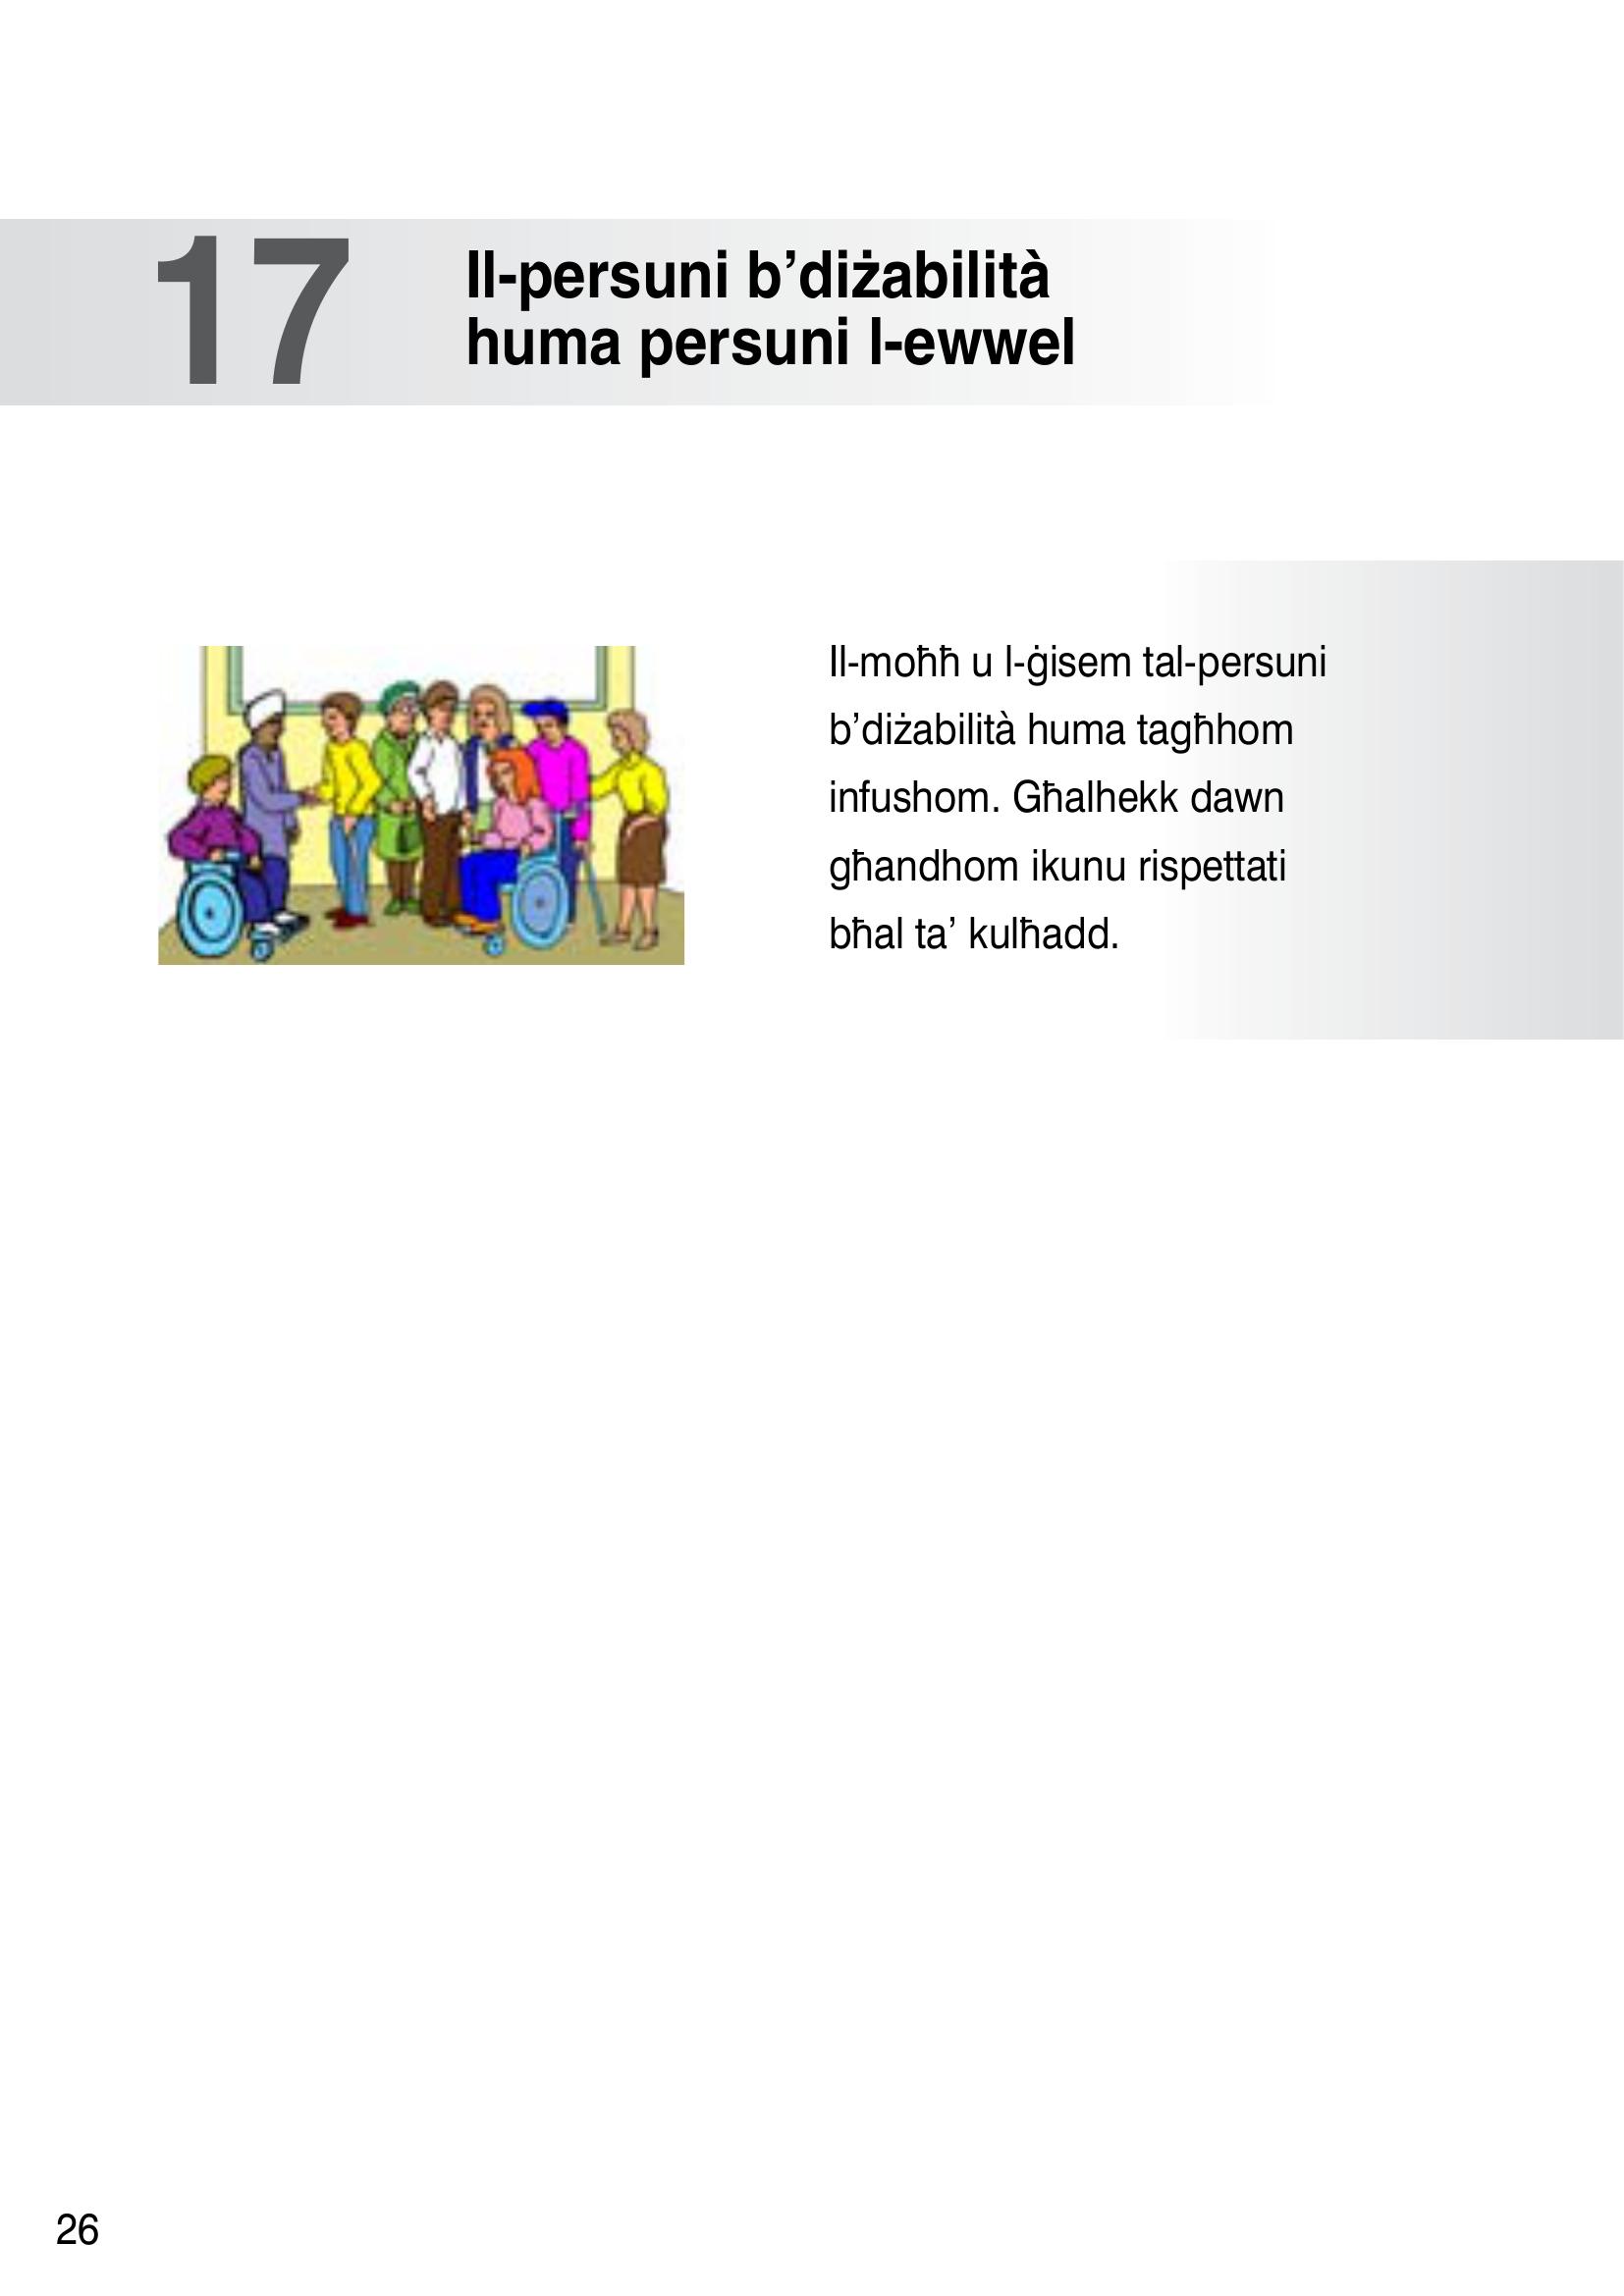 17
Il-persuni b’diżabilità
huma persuni l-ewwel
Il-moħħ u l-ġisem tal-persuni
b’diżabilità huma tagħhom
infushom. Għalhekk dawn
għandhom ikunu rispettati
bħal ta’ kulħadd.
26